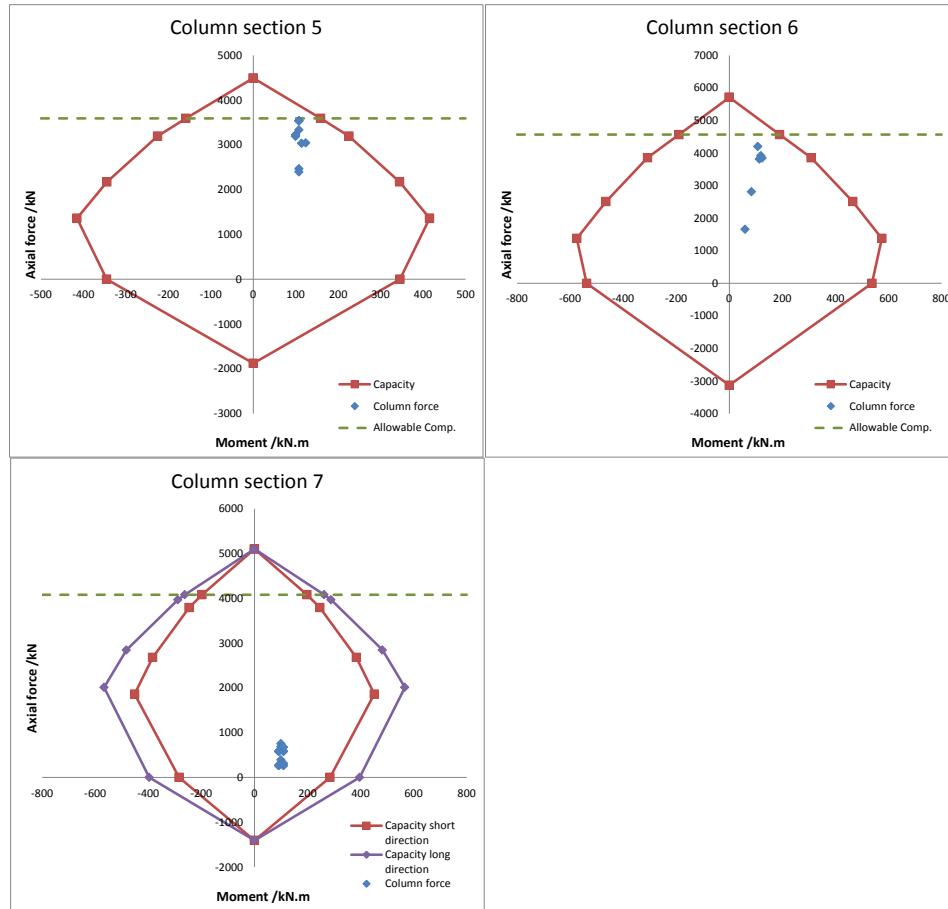 Column section 5
5000
4000
3000
2000
1000
0
-1000
-2000
-3000
-500
-400
-300
-200
-100
0
100
200
300
400
500
Axial force /kN
Moment /kN.m
Capacity
Column force
Allowable Comp.
Column section 6
7000
6000
5000
4000
3000
2000
1000
0
-1000
-2000
-3000
-4000
-800
-600
-400
-200
0
200
400
600
800
Axial force /kN
Moment /kN.m
Capacity
Column force
Allowable Comp.
Column section 7
6000
5000
4000
3000
2000
1000
0
-1000
-2000
-800
-600
-400
-200
0
200
400
600
800
Axial force /kN
Moment /kN.m
Capacity short
direction
Capacity long
direction
Column force